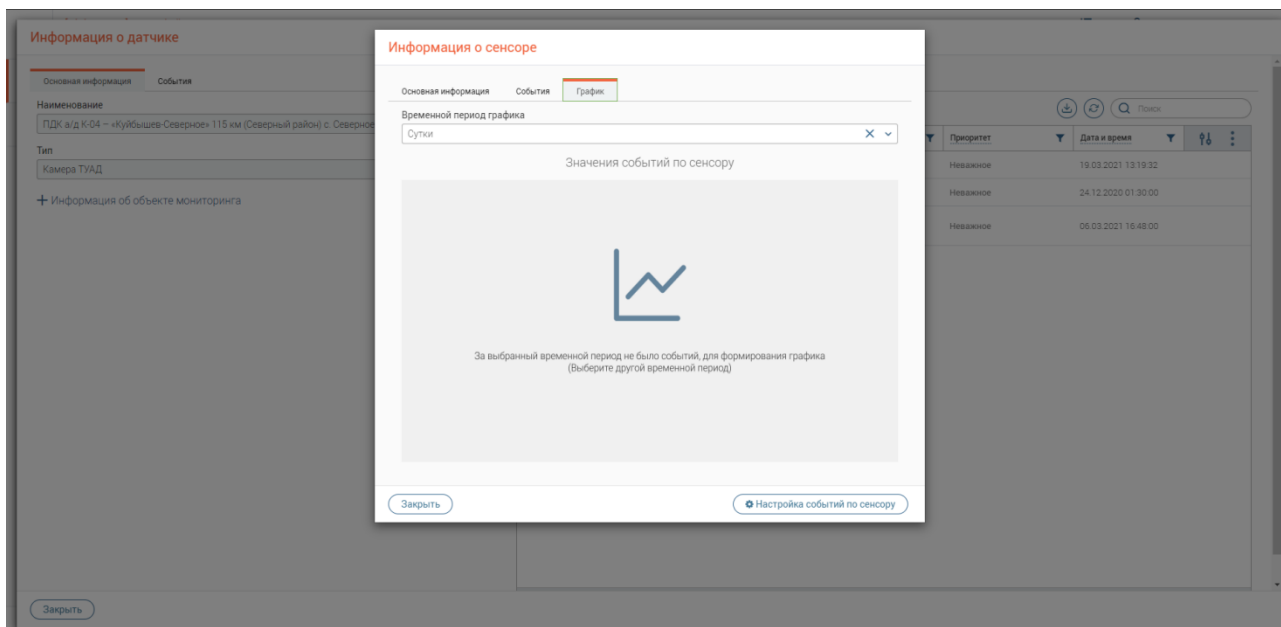 Информация о датчике
Основная информация
События
Наименование
ПДК а/д К-04 – «Куйбышев-Северное» 115 км (Северный район) с. Северное
Тип
Камера ТУАД
Информация об объекте мониторинга
Информация о сенсоре
Основная информация
События
График
Временной период графика
Сутки
Значения событий по сенсору
За выбранный временной период не было событий, для формирования графика
(Выберите другой временной период)
Закрыть
Настройка событий по сенсору
Поиск
Приоритет
Дата и время
Неважное
19.03.2021 13:19:32
Неважное
24.12.2020 01:30:00
Неважное
06.03.2021 16:48:00
Закрыть